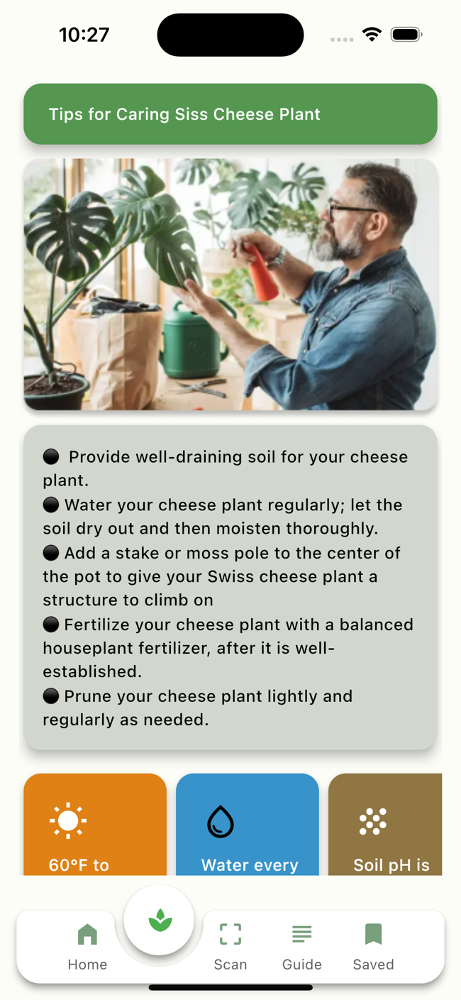 10:27
Tips for Caring Siss Cheese Plant
● Provide well-draining soil for your cheese
plant.
● Water your cheese plant regularly; let the
soil dry out and then moisten thoroughly.
● Add a stake or moss pole to the center of
the pot to give your Swiss cheese plant a
structure to climb on
● Fertilize your cheese plant with a balanced
houseplant fertilizer, after it is well-
established.
● Prune your cheese plant lightly and
regularly as needed.
60°F to
Water every
Soil pH is
Home
Scan
Guide
Saved